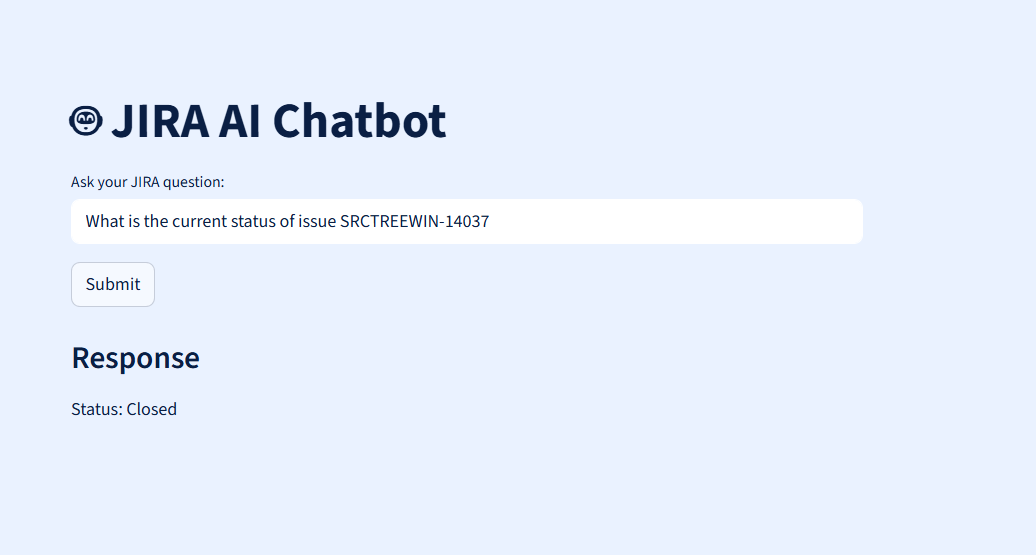 JIRA AI Chatbot
Ask your JIRA question:
What is the current status of issue SRCTREEWIN-14037
Submit
Response
Status: Closed